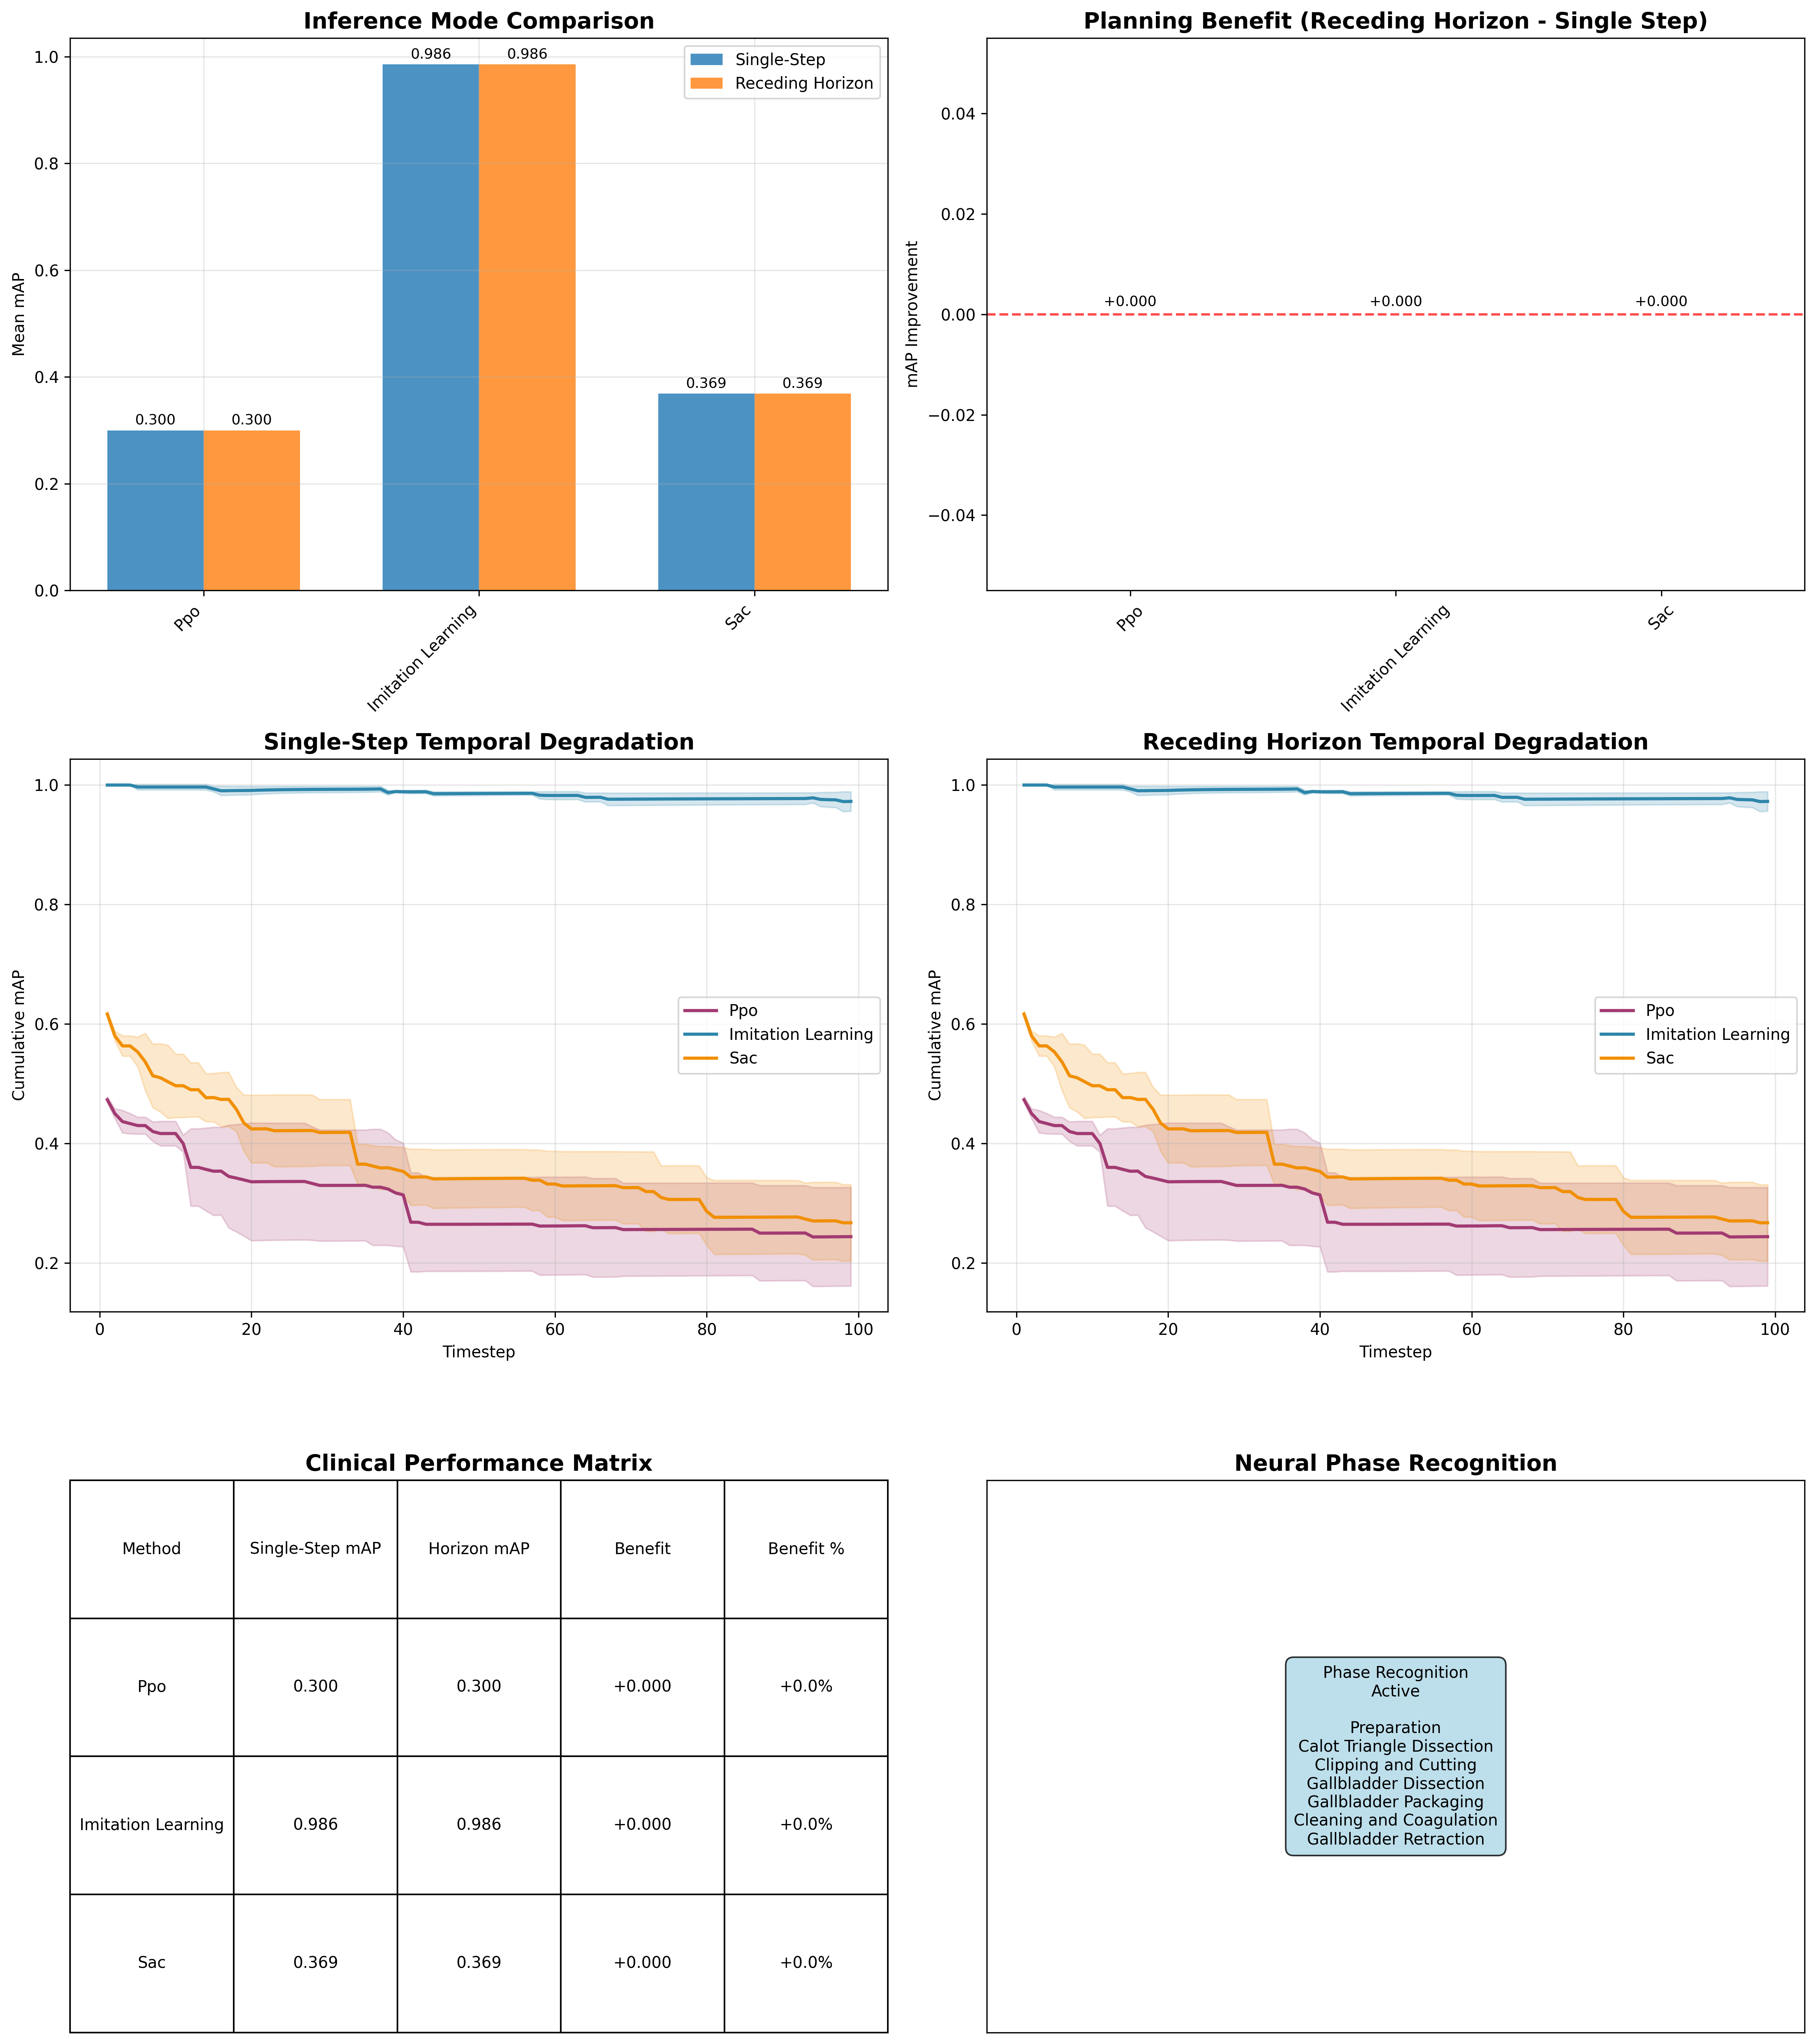 Inference Mode Comparison
Mean mAP
1.0
0.8
0.6
0.4
0.2
0.0
0.300
0.300
0.986
0.986
0.369
0.369
Single-Step
Receding Horizon
Ppo
Imitation Learning
Sac
Planning Benefit (Receding Horizon - Single Step)
mAP Improvement
0.04
0.02
0.00
−0.02
−0.04
+0.000
+0.000
+0.000
Ppo
Imitation Learning
Sac
Single-Step Temporal Degradation
Cumulative mAP
1.0
0.8
0.6
0.4
0.2
Ppo
Imitation Learning
Sac
0 20 40 60 80 100
Timestep
Receding Horizon Temporal Degradation
Cumulative mAP
1.0
0.8
0.6
0.4
0.2
Ppo
Imitation Learning
Sac
0 20 40 60 80 100
Timestep
Clinical Performance Matrix
Method Single-Step mAP Horizon mAP Benefit Benefit %
Ppo 0.300 0.300 +0.000 +0.0%
Imitation Learning 0.986 0.986 +0.000 +0.0%
Sac 0.369 0.369 +0.000 +0.0%
Neural Phase Recognition
Phase Recognition
Active
Preparation
Calot Triangle Dissection
Clipping and Cutting
Gallbladder Dissection
Gallbladder Packaging
Cleaning and Coagulation
Gallbladder Retraction